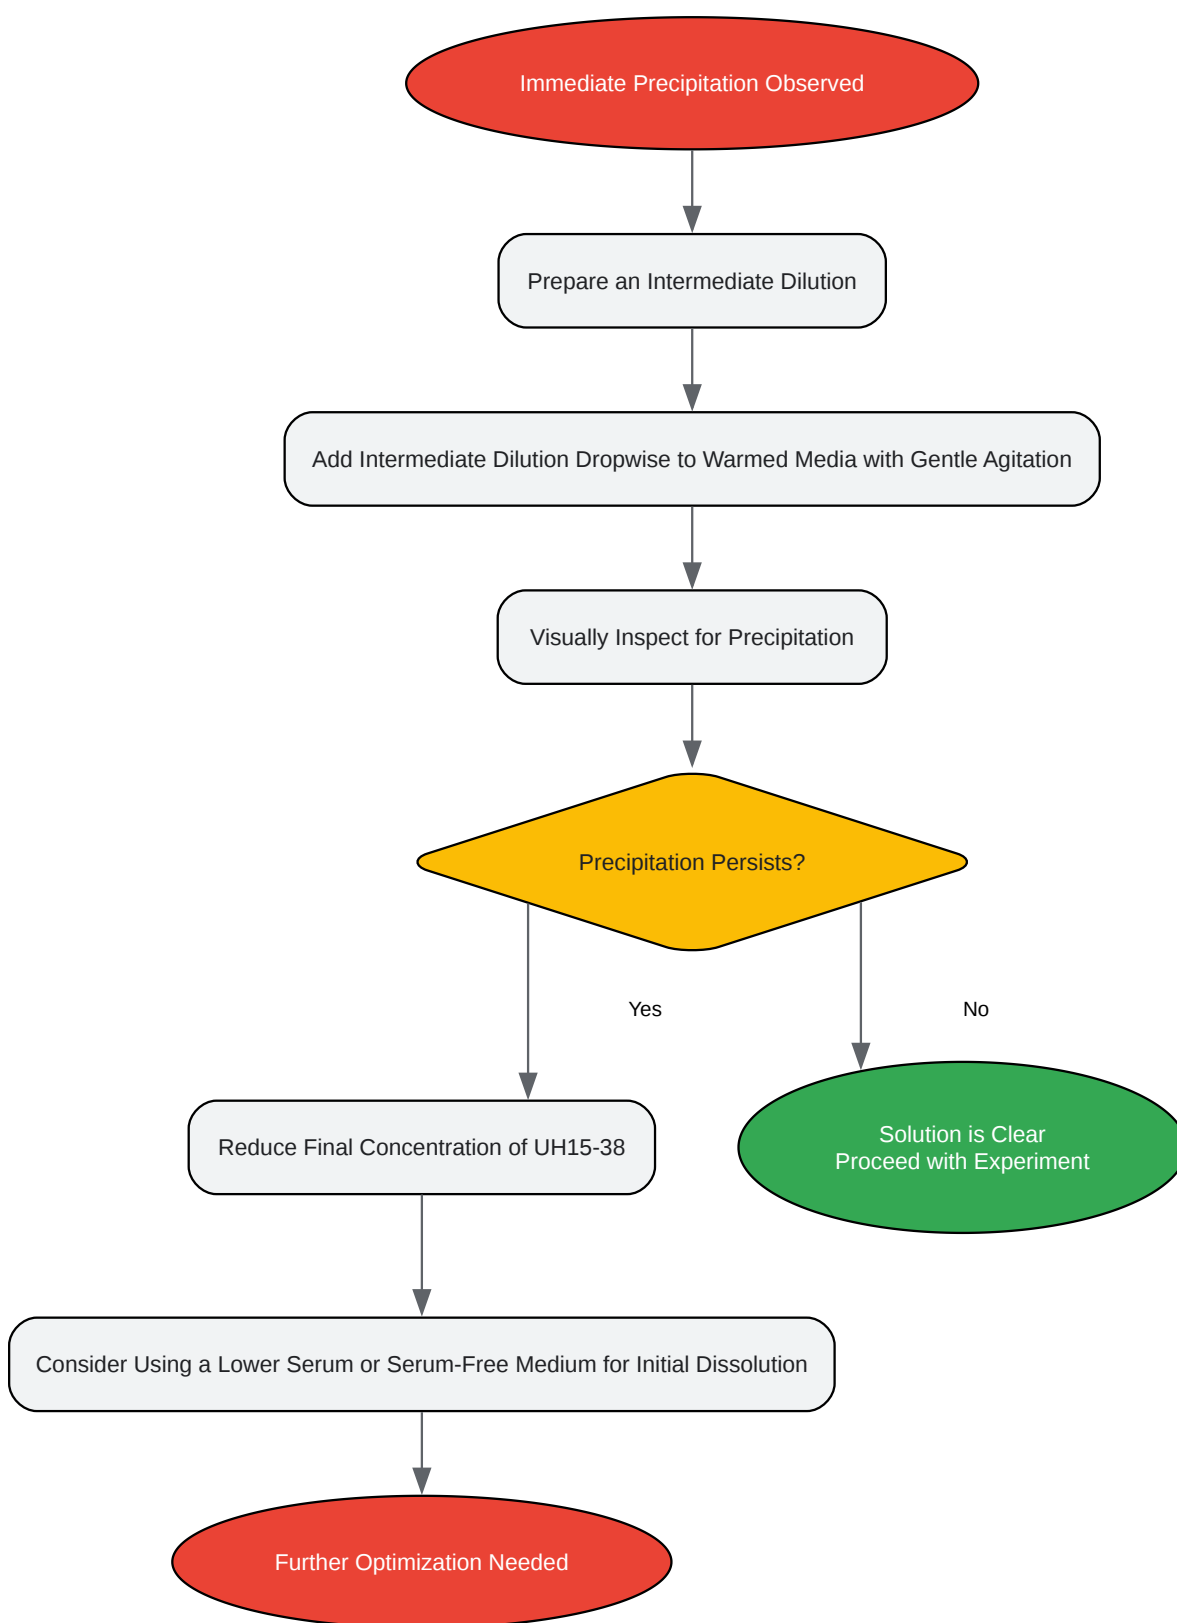 Immediate Precipitation Observed
Prepare an Intermediate Dilution
Add Intermediate Dilution Dropwise to Warmed Media with Gentle Agitation
Visually Inspect for Precipitation
Precipitation Persists?
Yes
No
Reduce Final Concentration of UH15-38
Solution is Clear
Proceed with Experiment
Consider Using a Lower Serum or Serum-Free Medium for Initial Dissolution
Further Optimization Needed